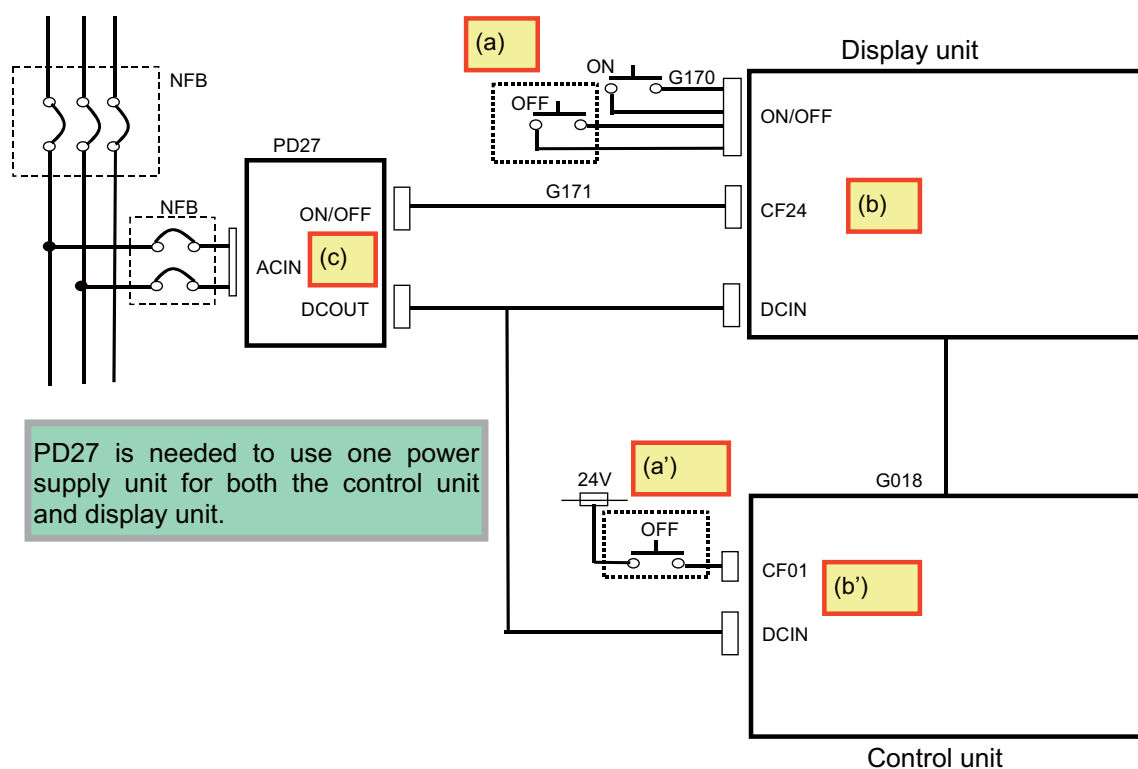 (a)
Display unit
NFB
ON
G170
OFF
ON/OFF
PD27
G171
CF24
(b)
NFB
ON/OFF
ACIN
(c)
DCOUT
DCIN
PD27 is needed to use one power
supply unit for both the control unit
and display unit.
(a’)
24V
G018
OFF
CF01
(b’)
DCIN
Control unit